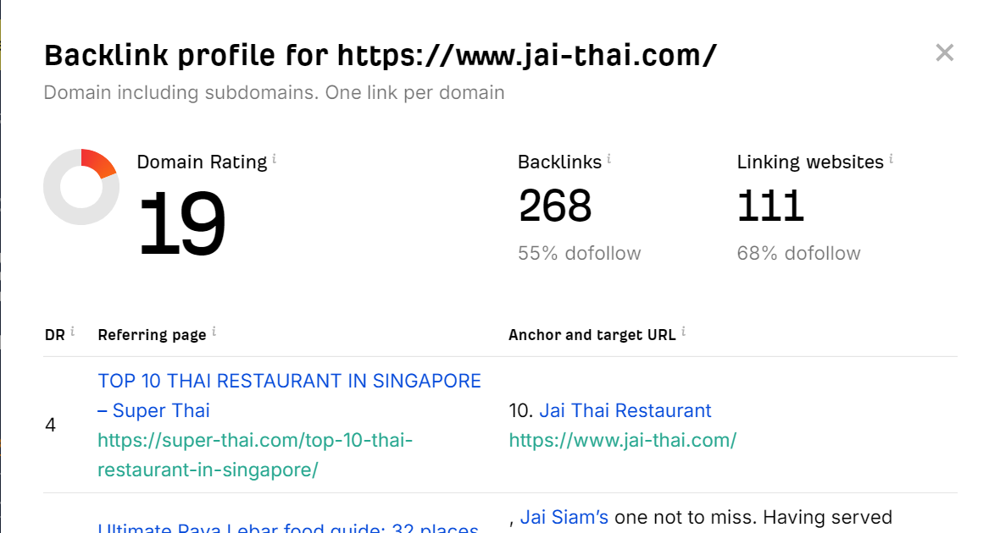 Backlink profile for https://www.jai-thai.com/
Domain including subdomains. One link per domain
Domain Rating i
Backlinks i
Linking websites i
19
268
111
55% dofollow
68% dofollow
DR i
Referring page i
Anchor and target URL i
TOP 10 THAI RESTAURANT IN SINGAPORE
– Super Thai
4
https://super-thai.com/top-10-thai-
restaurant-in-singapore/
10. Jai Thai Restaurant
https://www.jai-thai.com/
Ultimate Paya Lebar food guide: 32 places
, Jai Siam’s one not to miss. Having served